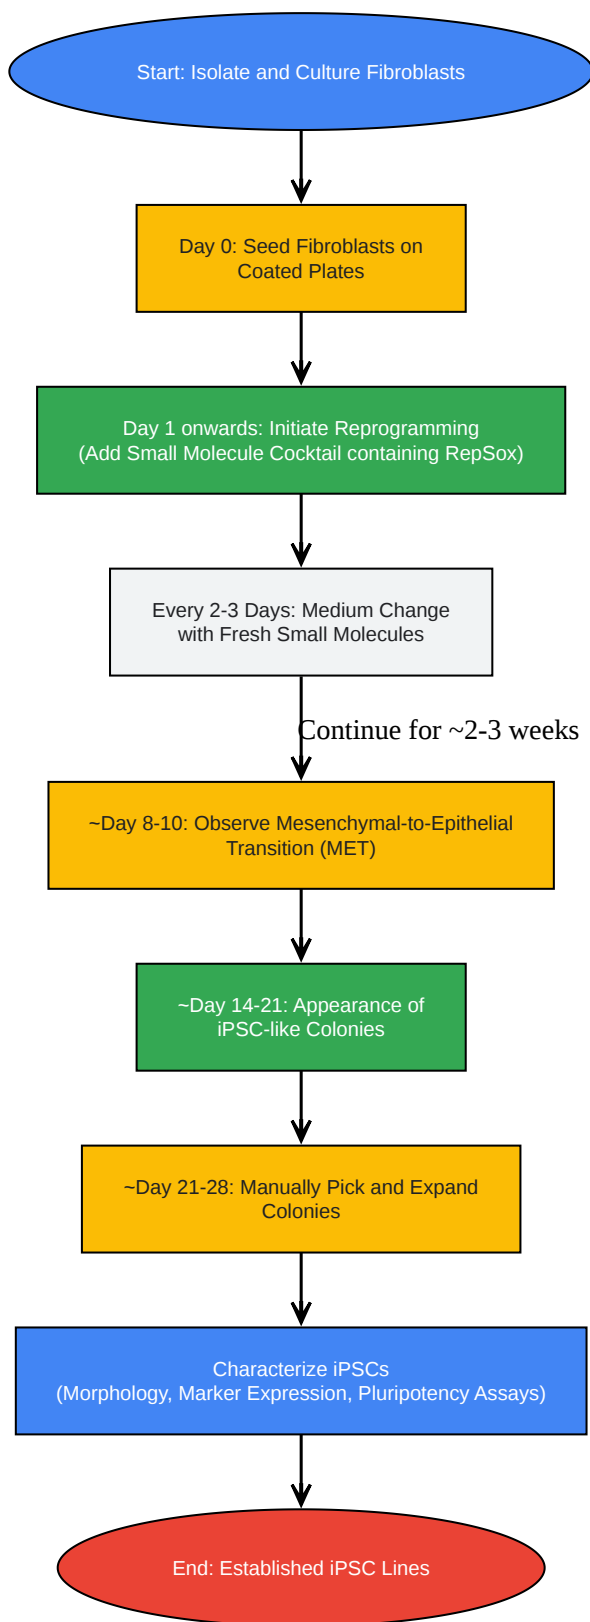 Start: Isolate and Culture Fibroblasts
Day 0: Seed Fibroblasts on
Coated Plates
Day 1 onwards: Initiate Reprogramming
(Add Small Molecule Cocktail containing RepSox)
Every 2-3 Days: Medium Change
with Fresh Small Molecules
Continue for ~2-3 weeks
~Day 8-10: Observe Mesenchymal-to-Epithelial
Transition (MET)
~Day 14-21: Appearance of
iPSC-like Colonies
~Day 21-28: Manually Pick and Expand
Colonies
Characterize iPSCs
(Morphology, Marker Expression, Pluripotency Assays)
End: Established iPSC Lines